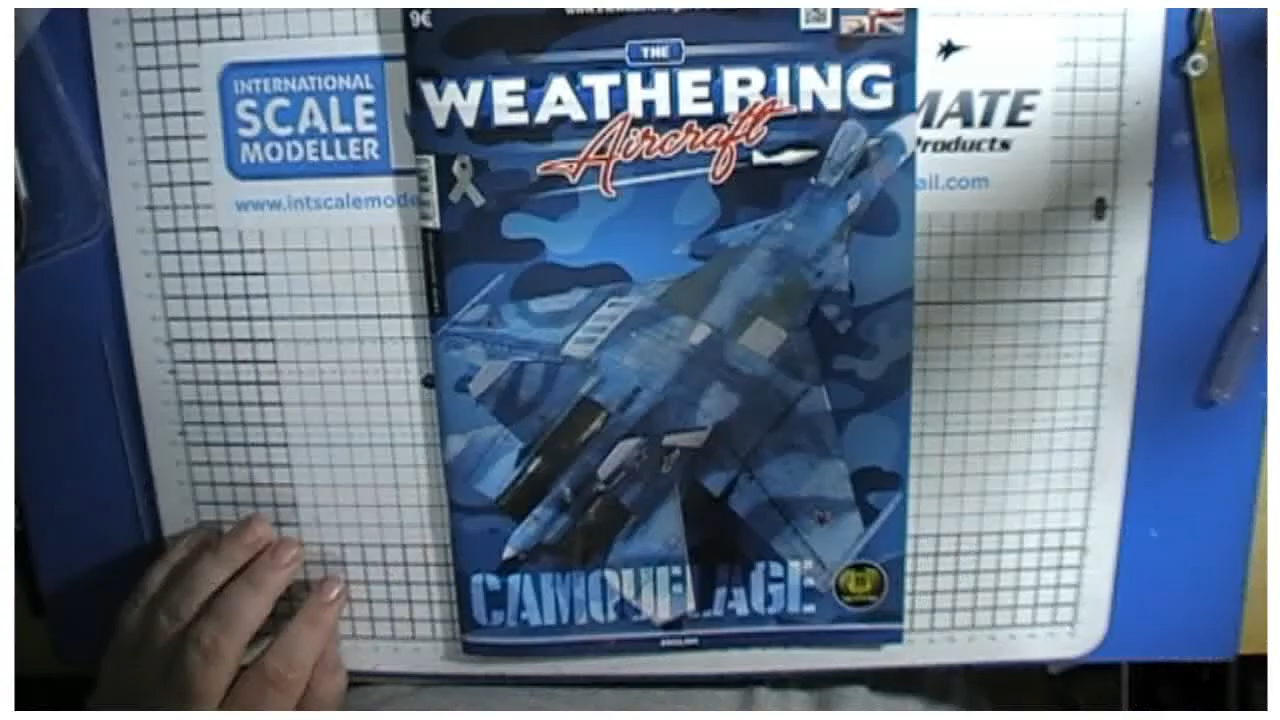 9€
THE
WEATHERING
Aircraft
INTERNATIONAL
SCALE
MODELLER
www.intscalemode
MATE
Products
ail.com
CAMOUFLAGE